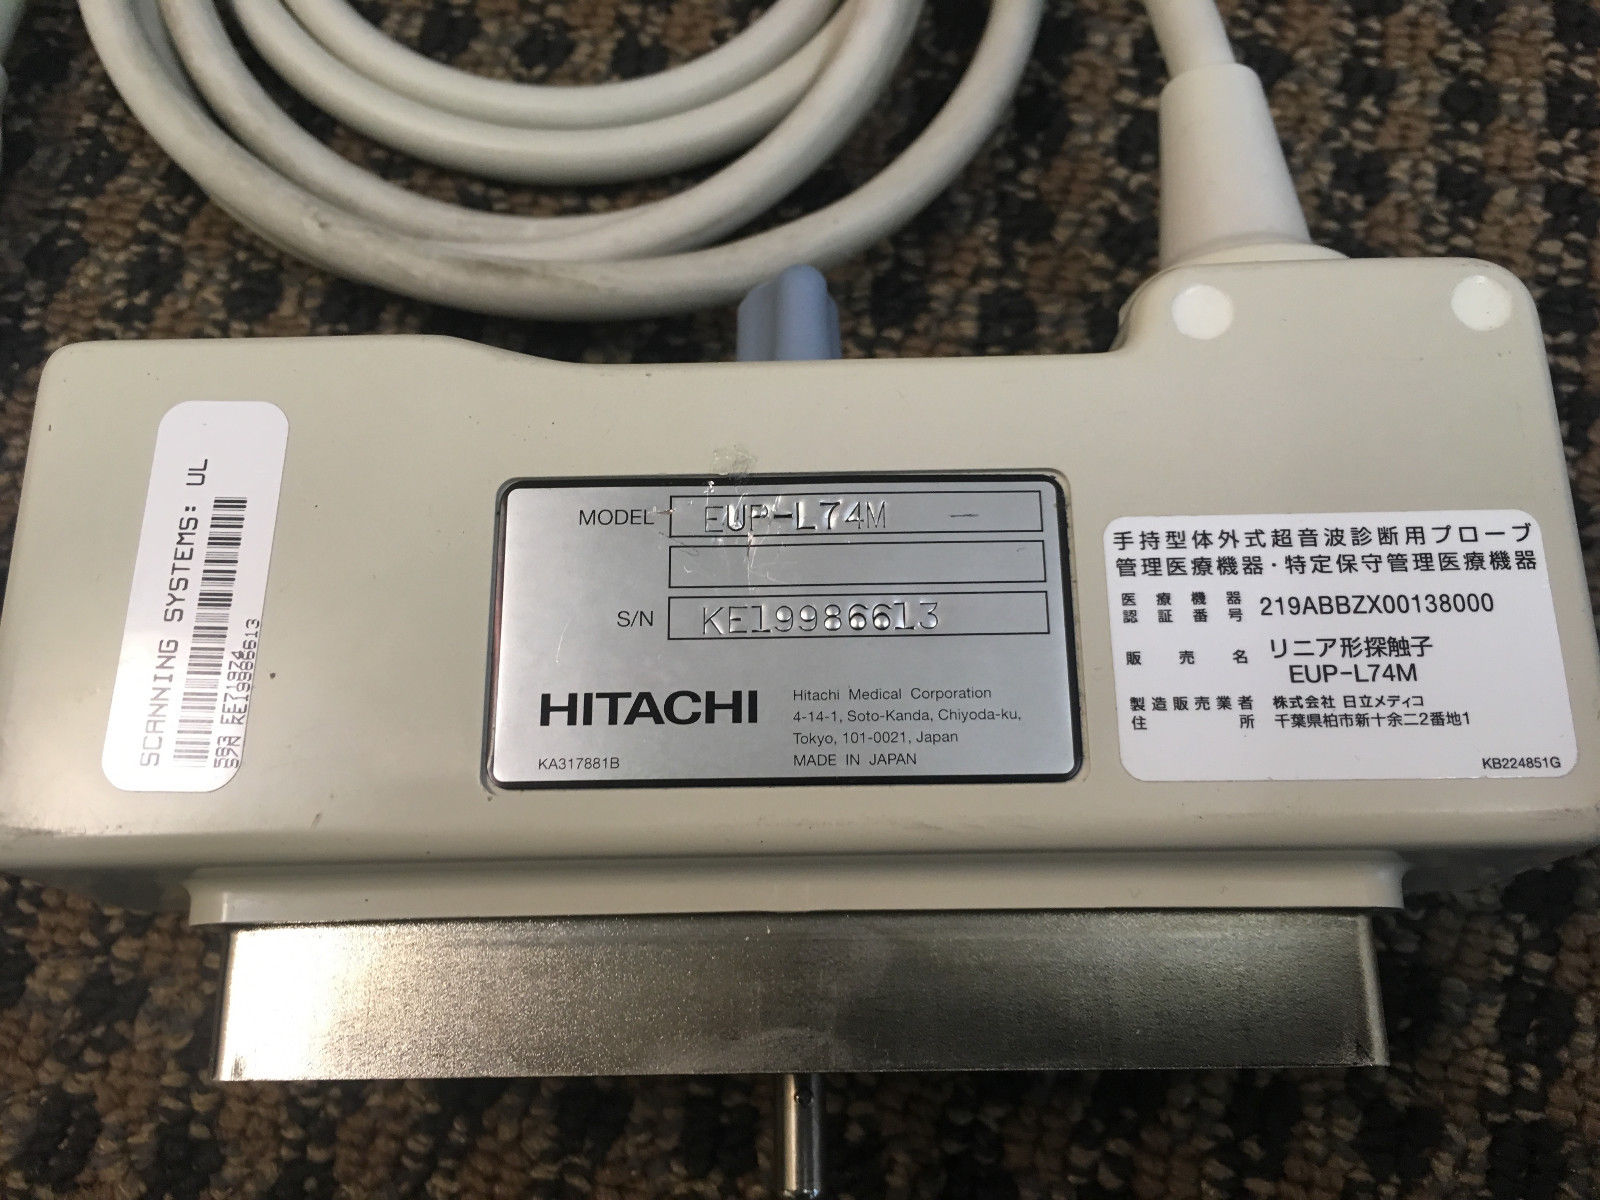 SCANNING SYSTEMS: UL
S/N KE19986613
MODEL EUP-L74M —
S/N KE19986613
HITACHI
Hitachi Medical Corporation
4-14-1, Soto-Kanda, Chiyoda-ku,
Tokyo, 101-0021, Japan
KA317881B
MADE IN JAPAN
手持型体外式超音波診断用プローブ
管理医療機器・特定保守管理医療機器
医療機器認証番号 219ABBZX00138000
販売名 リニア形探触子
EUP-L74M
製造販売業者 株式会社 日立メディコ
住所 千葉県柏市新十余二2番地1
KB224851G